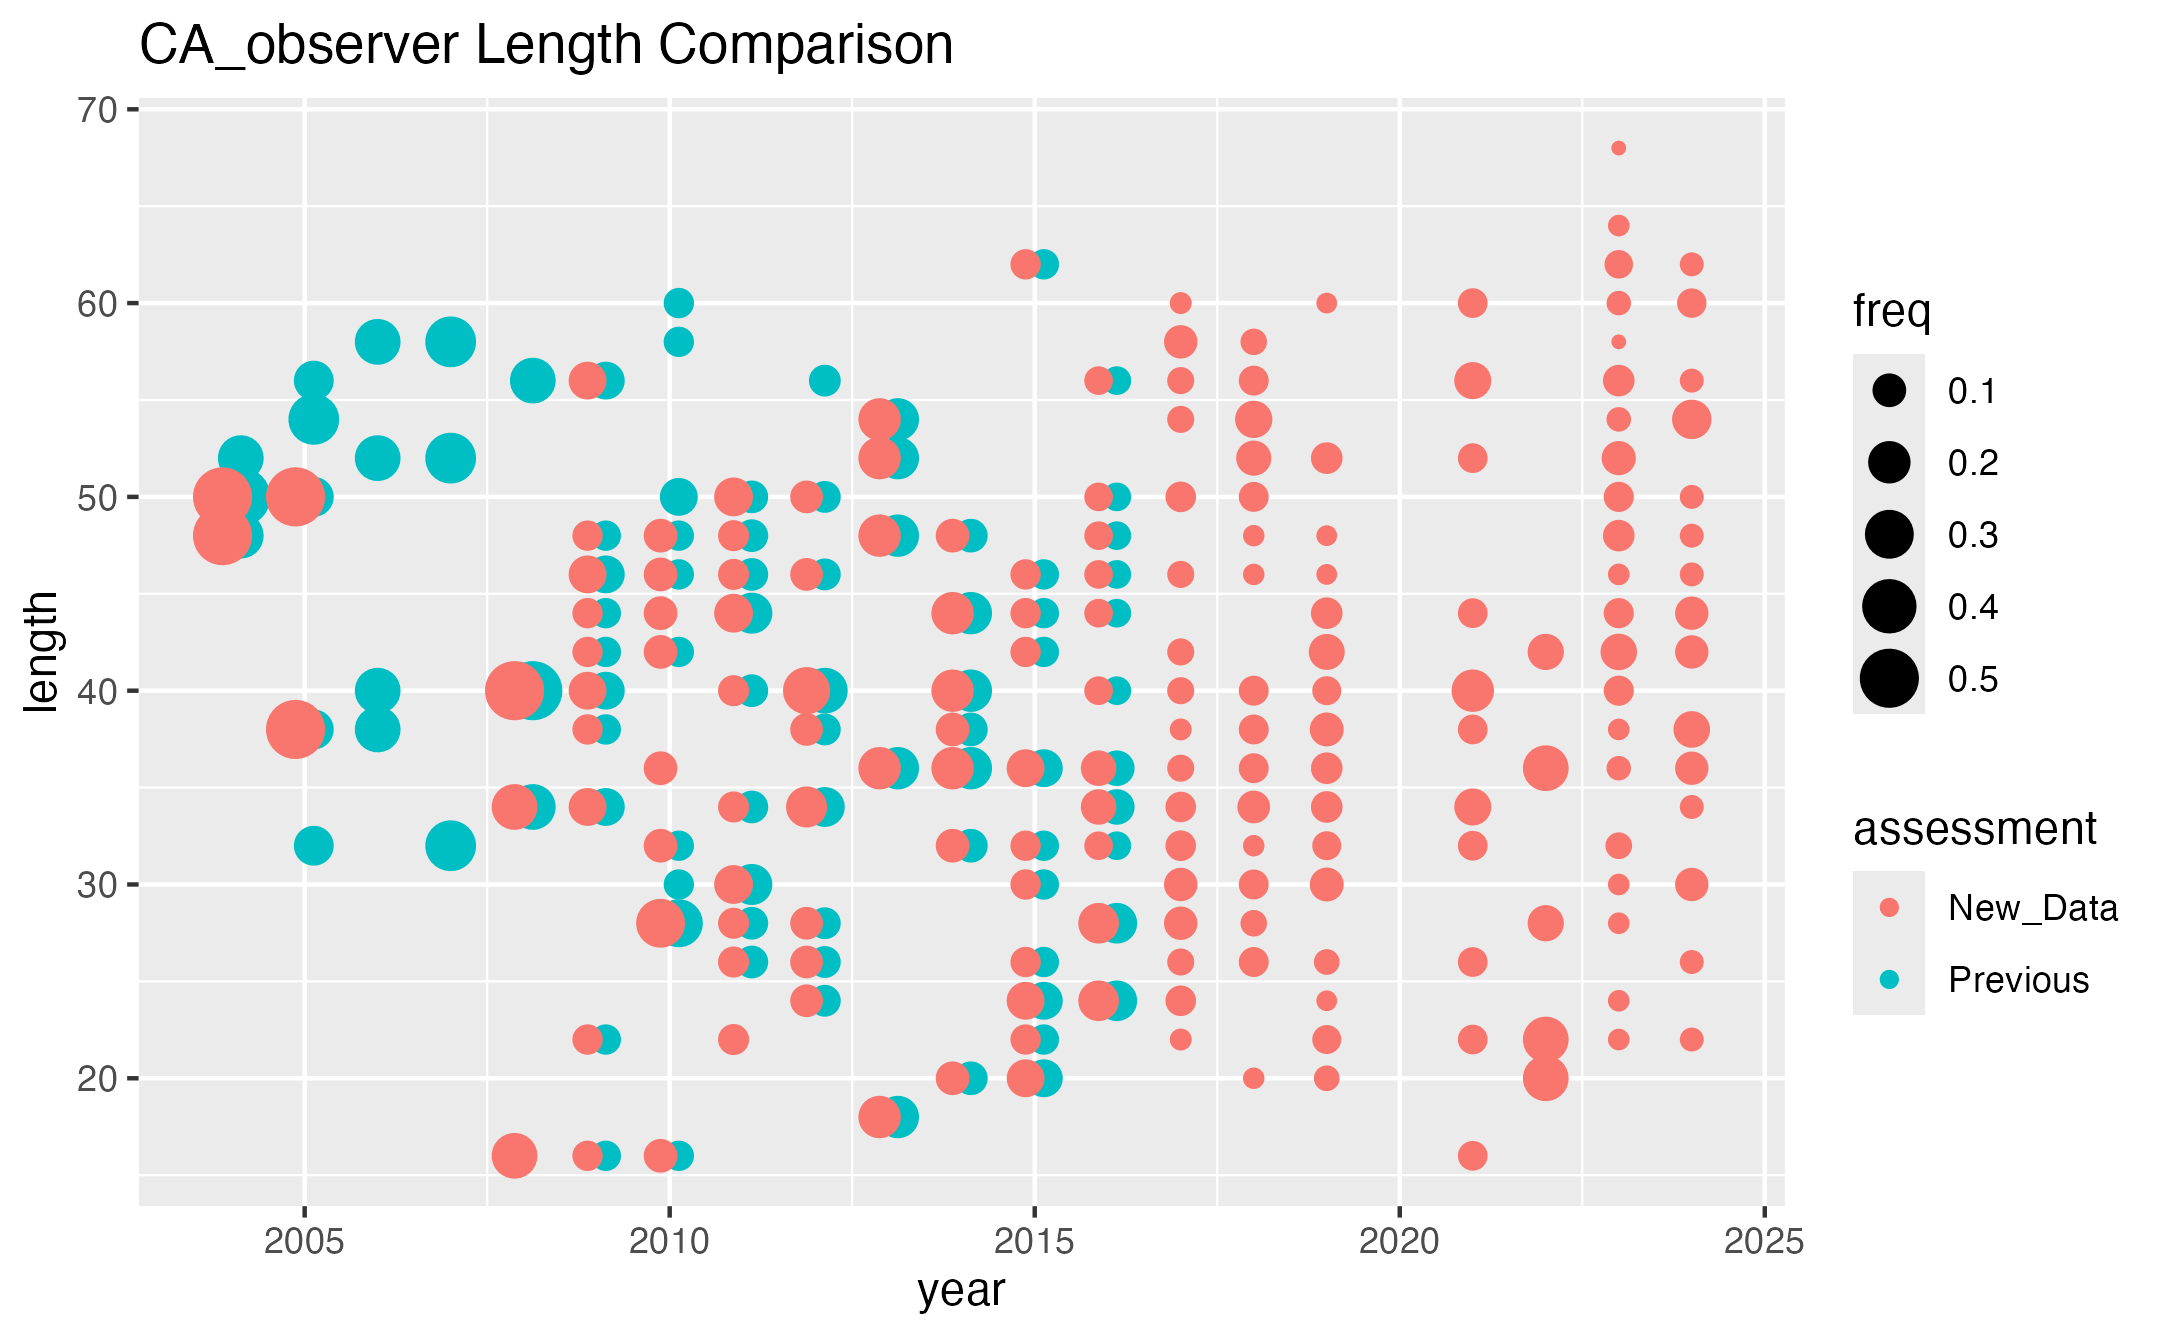 CA_observer Length Comparison
70
60
50
40
30
20
length
2005
2010
2015
2020
2025
year
freq
0.1
0.2
0.3
0.4
0.5
assessment
New_Data
Previous